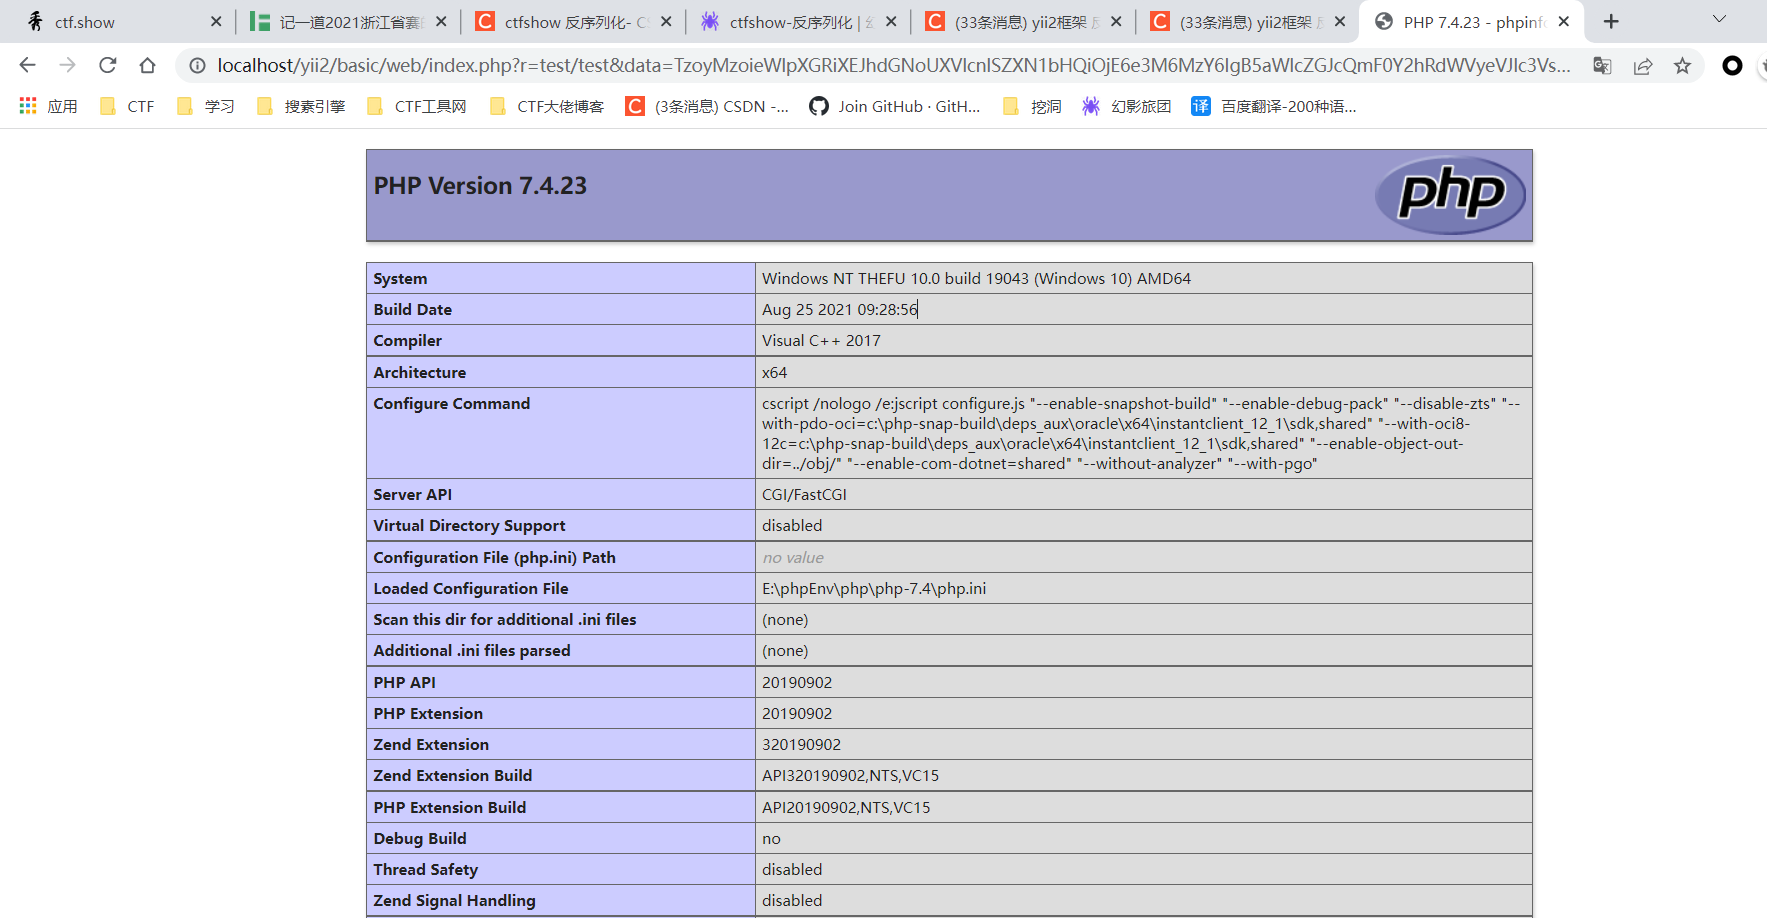 ctf.show
记一道2021浙江省赛
ctfshow 反序列化- C
ctfshow-反序列化 |
(33条消息) yii2框架
(33条消息) yii2框架
PHP 7.4.23 - phpinfo
localhost/yii2/basic/web/index.php?r=test/test&data=
应用 CTF 学习 搜素引擎 CTF工具网 CTF大佬博客 (3条消息) CSDN -... Join GitHub · GitH... 挖洞 幻影旅团 译 百度翻译-200种语...
PHP Version 7.4.23
php
System Windows NT THEFU 10.0 build 19043 (Windows 10) AMD64
Build Date Aug 25 2021 09:28:56
Compiler Visual C++ 2017
Architecture x64
Configure Command cscript /nologo /e:jscript configure.js "--enable-snapshot-build" "--enable-debug-pack" "--disable-zts" "--
with-pdo-oci=c:\php-snap-build\deps_aux\oracle\x64\instantclient_12_1\sdk,shared" "--with-oci8-
12c=c:\php-snap-build\deps_aux\oracle\x64\instantclient_12_1\sdk,shared" "--enable-object-out-
dir=../obj/" "--enable-com-dotnet=shared" "--without-analyzer" "--with-pgo"
Server API CGI/FastCGI
Virtual Directory Support disabled
Configuration File (php.ini) Path no value
Loaded Configuration File E:\phpEnv\php\php-7.4\php.ini
Scan this dir for additional .ini files (none)
Additional .ini files parsed (none)
PHP API 20190902
PHP Extension 20190902
Zend Extension 320190902
Zend Extension Build API320190902,NTS,VC15
PHP Extension Build API20190902,NTS,VC15
Debug Build no
Thread Safety disabled
Zend Signal Handling disabled